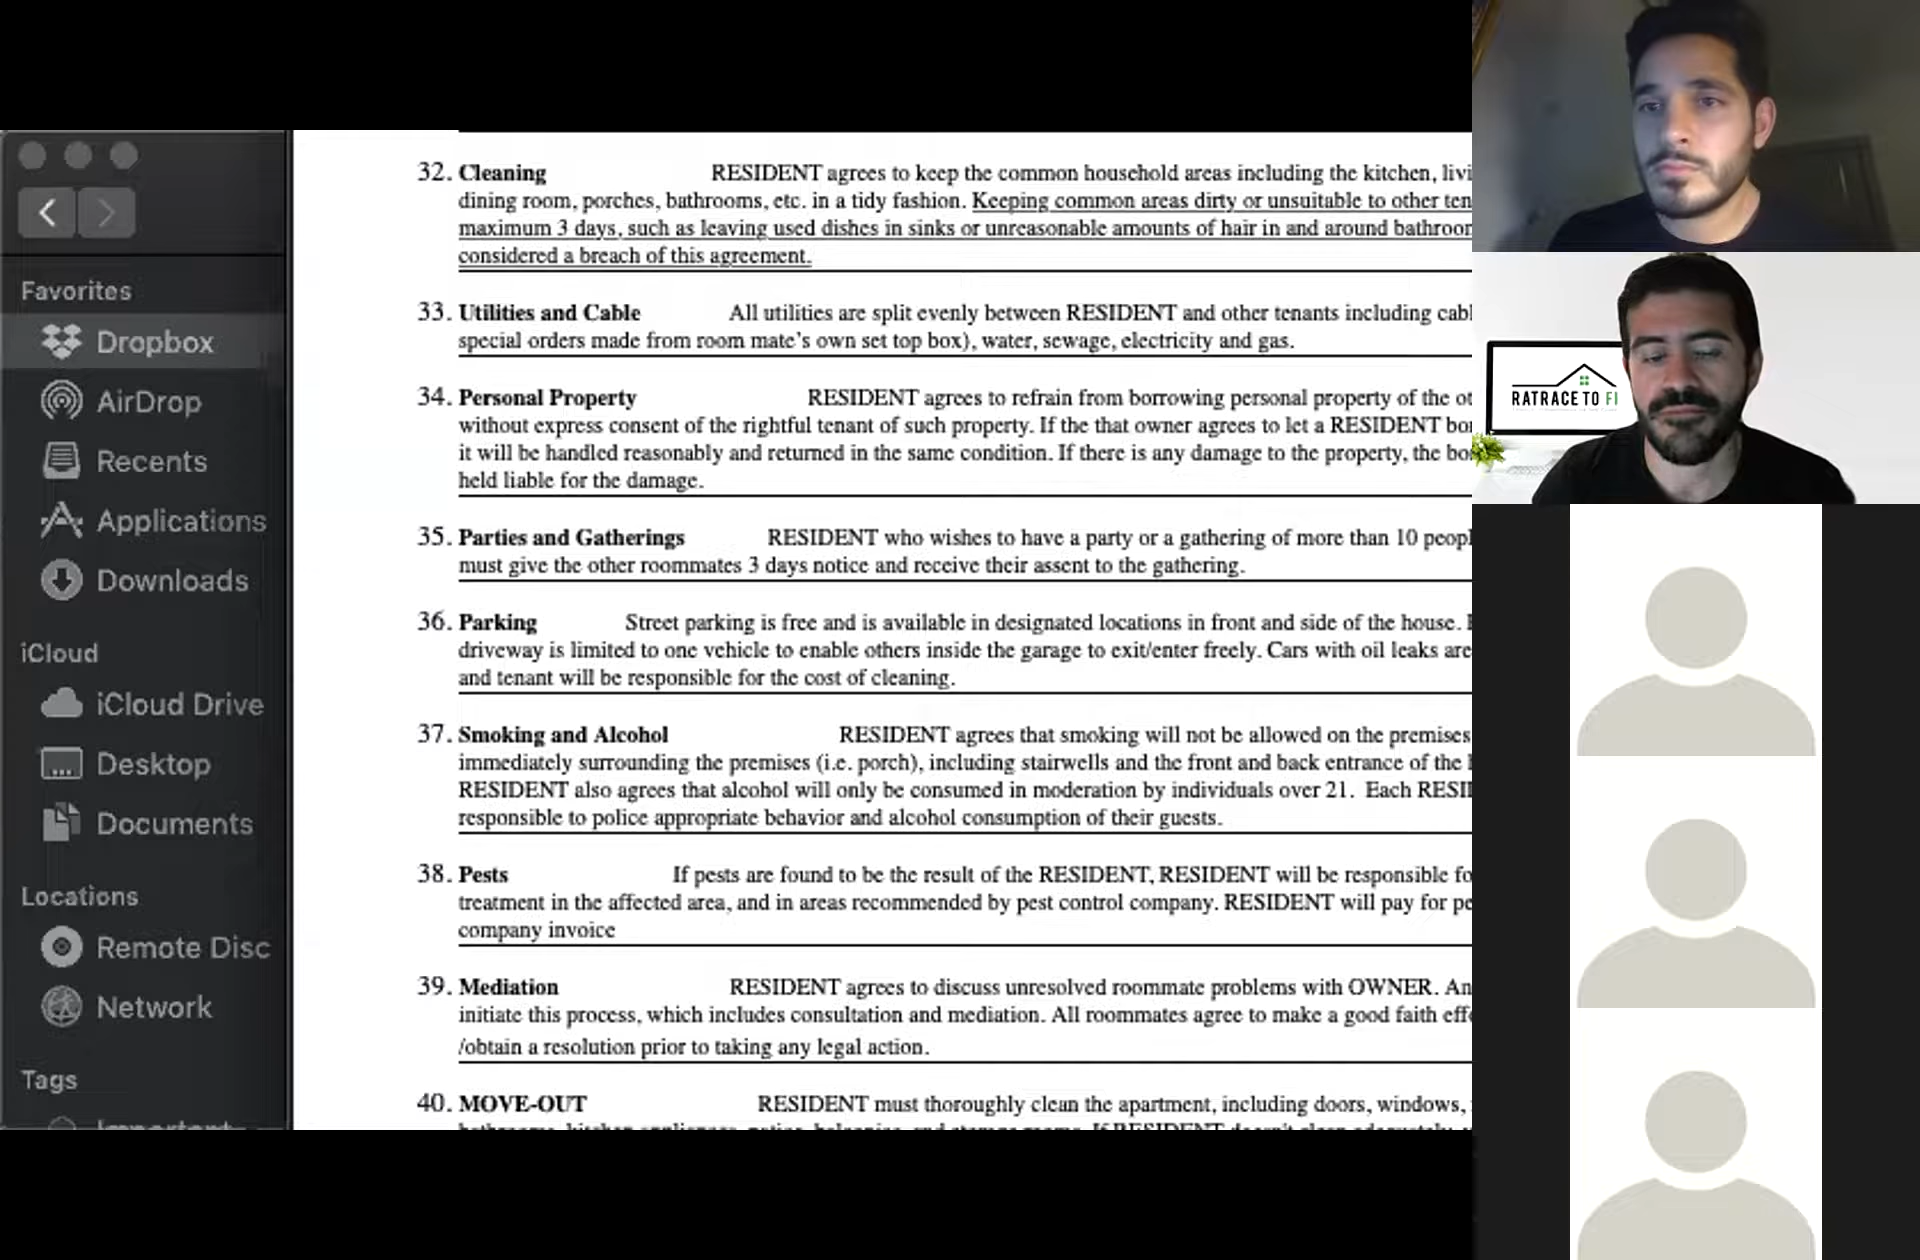 Favorites
Dropbox
AirDrop
Recents
Applications
Downloads
iCloud
iCloud Drive
Desktop
Documents
Locations
Remote Disc
Network
Tags
Important
32. Cleaning RESIDENT agrees to keep the common household areas including the kitchen, livi
dining room, porches, bathrooms, etc. in a tidy fashion. Keeping common areas dirty or unsuitable to other ten
maximum 3 days, such as leaving used dishes in sinks or unreasonable amounts of hair in and around bathroom
considered a breach of this agreement.
33. Utilities and Cable All utilities are split evenly between RESIDENT and other tenants including cabl
special orders made from room mate's own set top box), water, sewage, electricity and gas.
34. Personal Property RESIDENT agrees to refrain from borrowing personal property of the ot
without express consent of the rightful tenant of such property. If the that owner agrees to let a RESIDENT bor
it will be handled reasonably and returned in the same condition. If there is any damage to the property, the bo
held liable for the damage.
35. Parties and Gatherings RESIDENT who wishes to have a party or a gathering of more than 10 peopl
must give the other roommates 3 days notice and receive their assent to the gathering.
36. Parking Street parking is free and is available in designated locations in front and side of the house.
driveway is limited to one vehicle to enable others inside the garage to exit/enter freely. Cars with oil leaks are
and tenant will be responsible for the cost of cleaning.
37. Smoking and Alcohol RESIDENT agrees that smoking will not be allowed on the premises
immediately surrounding the premises (i.e. porch), including stairwells and the front and back entrance of the
RESIDENT also agrees that alcohol will only be consumed in moderation by individuals over 21. Each RESI
responsible to police appropriate behavior and alcohol consumption of their guests.
38. Pests If pests are found to be the result of the RESIDENT, RESIDENT will be responsible fo
treatment in the affected area, and in areas recommended by pest control company. RESIDENT will pay for pe
company invoice
39. Mediation RESIDENT agrees to discuss unresolved roommate problems with OWNER. An
initiate this process, which includes consultation and mediation. All roommates agree to make a good faith effo
/obtain a resolution prior to taking any legal action.
40. MOVE-OUT RESIDENT must thoroughly clean the apartment, including doors, windows,
RATRACE TO FI